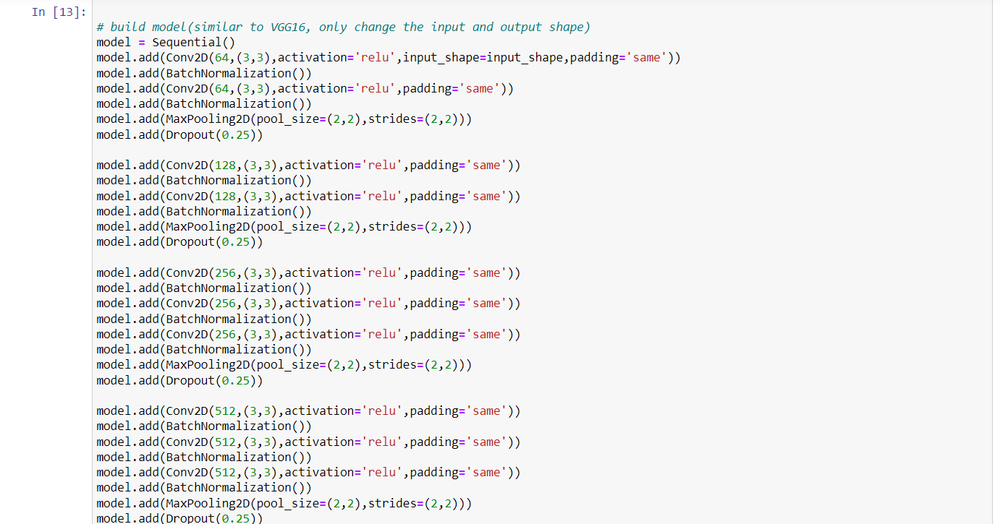 In [13]:
# build model(similar to VGG16, only change the input and output shape)
model = Sequential()
model.add(Conv2D(64,(3,3),activation='relu',input_shape=input_shape,padding='same'))
model.add(BatchNormalization())
model.add(Conv2D(64,(3,3),activation='relu',padding='same'))
model.add(BatchNormalization())
model.add(MaxPooling2D(pool_size=(2,2),strides=(2,2)))
model.add(Dropout(0.25))
model.add(Conv2D(128,(3,3),activation='relu',padding='same'))
model.add(BatchNormalization())
model.add(Conv2D(128,(3,3),activation='relu',padding='same'))
model.add(BatchNormalization())
model.add(MaxPooling2D(pool_size=(2,2),strides=(2,2)))
model.add(Dropout(0.25))
model.add(Conv2D(256,(3,3),activation='relu',padding='same'))
model.add(BatchNormalization())
model.add(Conv2D(256,(3,3),activation='relu',padding='same'))
model.add(BatchNormalization())
model.add(Conv2D(256,(3,3),activation='relu',padding='same'))
model.add(BatchNormalization())
model.add(MaxPooling2D(pool_size=(2,2),strides=(2,2)))
model.add(Dropout(0.25))
model.add(Conv2D(512,(3,3),activation='relu',padding='same'))
model.add(BatchNormalization())
model.add(Conv2D(512,(3,3),activation='relu',padding='same'))
model.add(BatchNormalization())
model.add(Conv2D(512,(3,3),activation='relu',padding='same'))
model.add(BatchNormalization())
model.add(MaxPooling2D(pool_size=(2,2),strides=(2,2)))
model.add(Dropout(0.25))